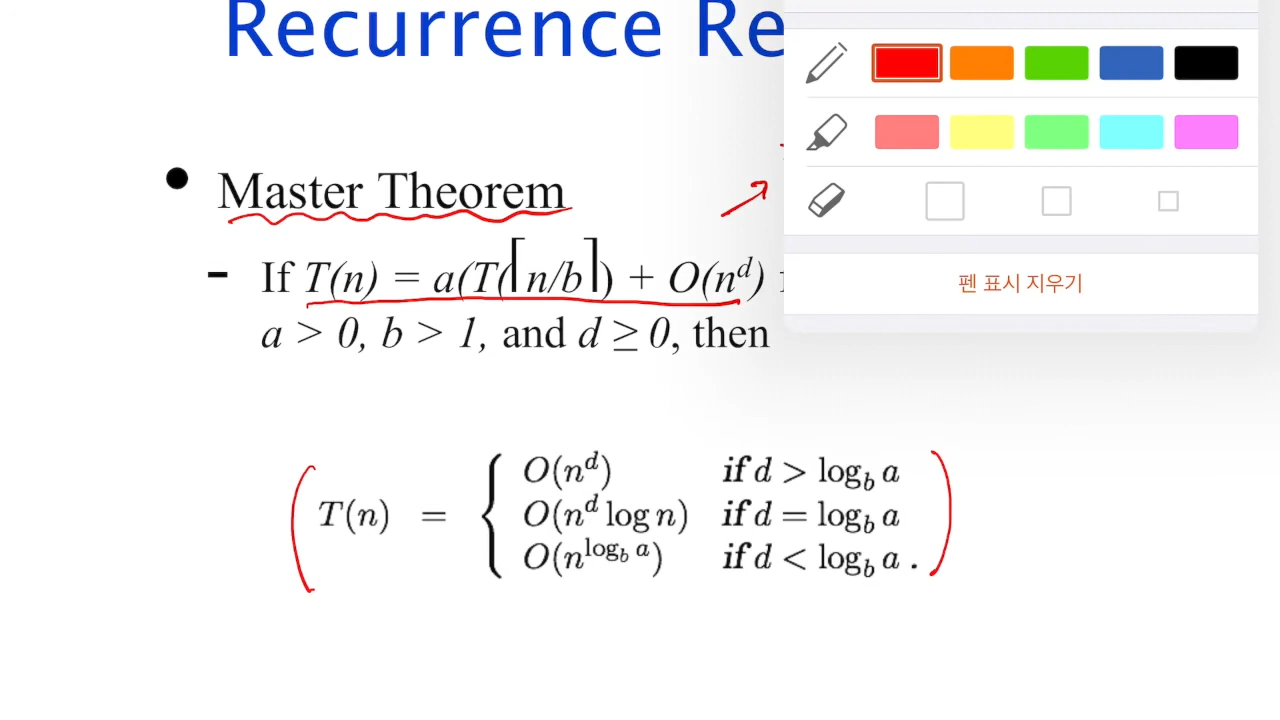 Recurrence Re
• Master Theorem
- If T(n) = a(T(⌈n/b⌉) + O(n^d)
a > 0, b > 1, and d ≥ 0, then
펜 표시 지우기
T(n) = { O(n^d) if d > log_b a
O(n^d log n) if d = log_b a
O(n^{log_b a}) if d < log_b a .